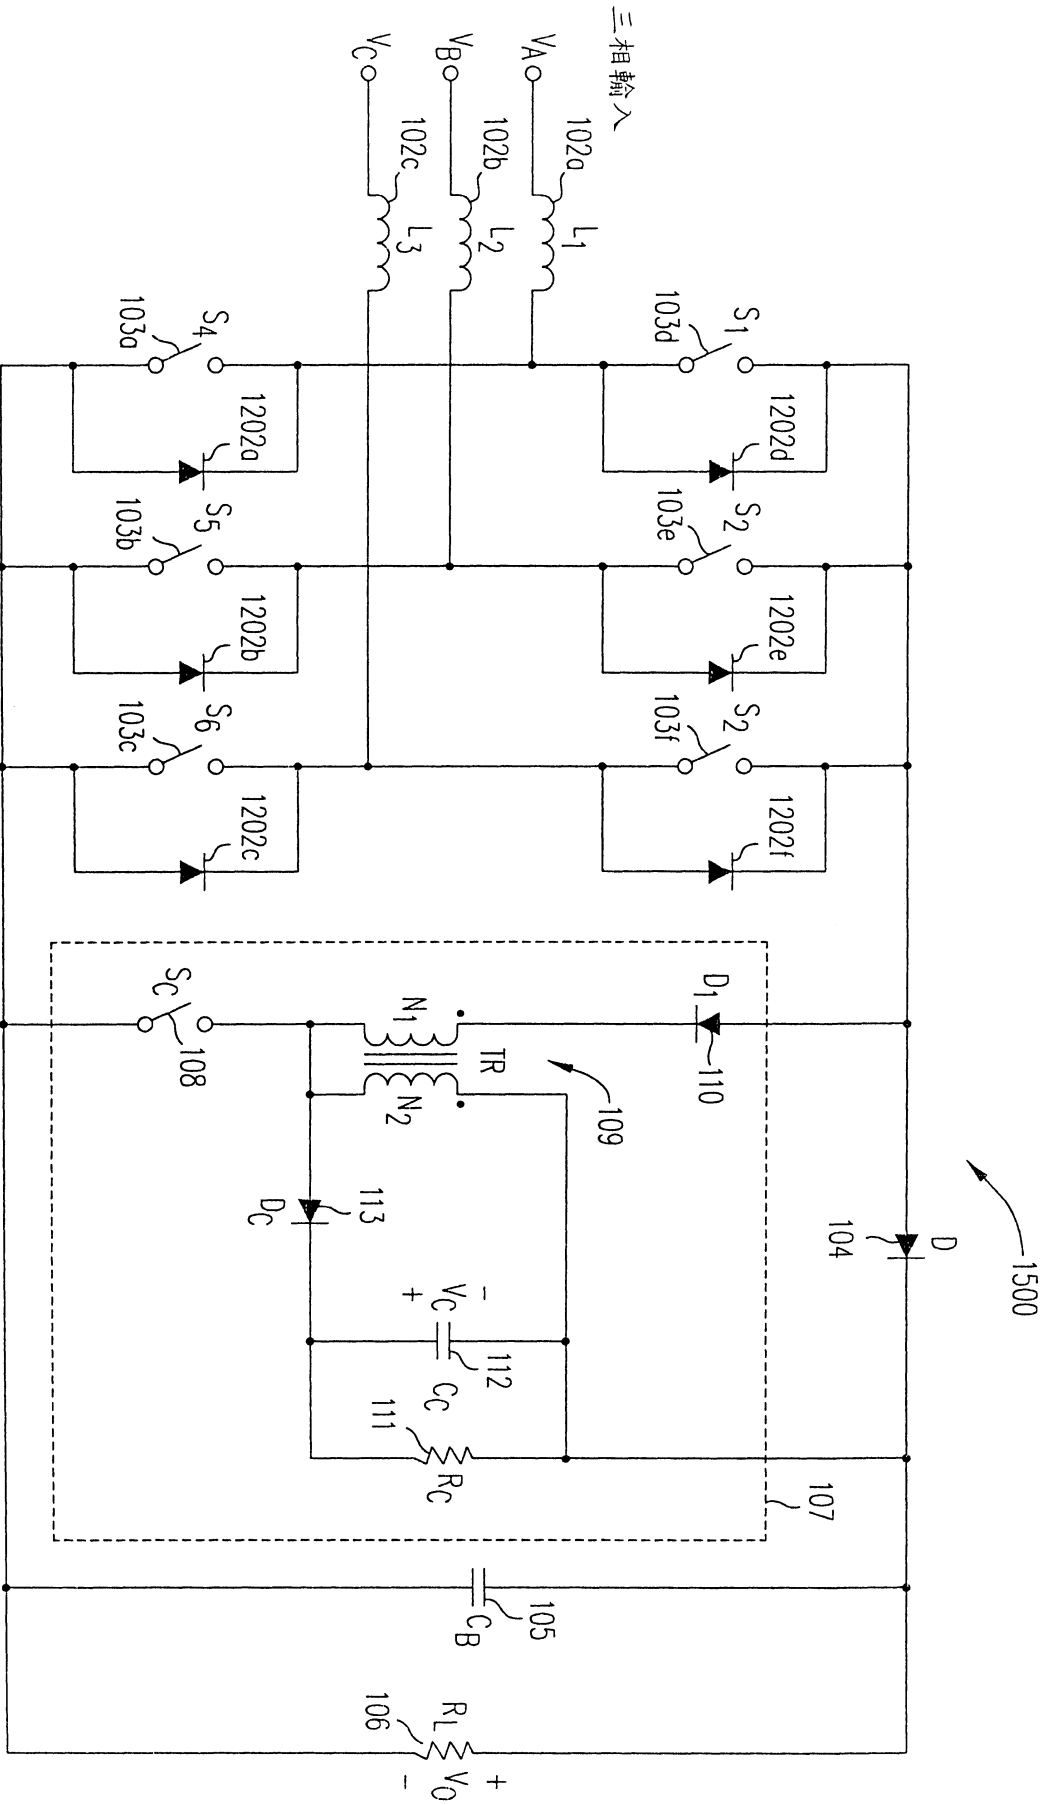 1500
D
104
107
1202d
1202e
1202f
S1
S2
S2
103d
103e
103f
D1
110
三相輸入
109
102a
L1
VA
102b
L2
VB
102c
L3
VC
TR
N1
N2
105
CB
-
112
VC
CC
+
111
RC
113
DC
+
RL
VO
106
-
1202a
1202b
1202c
S4
S5
S6
103a
103b
103c
SC
108